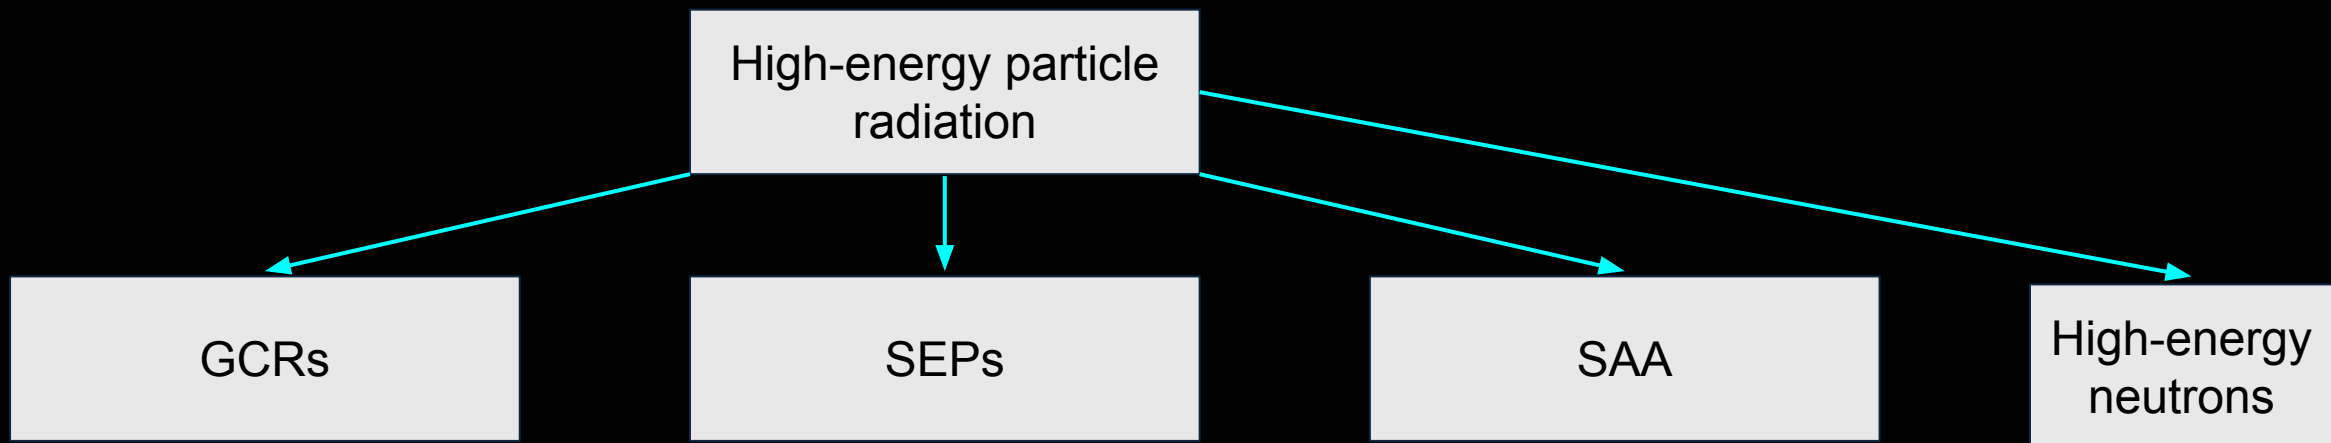 High-energy particle
radiation
GCRs
SEPs
SAA
High-energy
neutrons